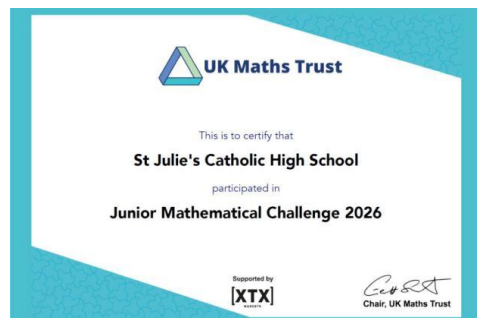 UK Maths Trust
This is to certify that
St Julie's Catholic High School
participated in
Junior Mathematical Challenge 2026
Supported by
[XTX]
MARKETS
Chair, UK Maths Trust